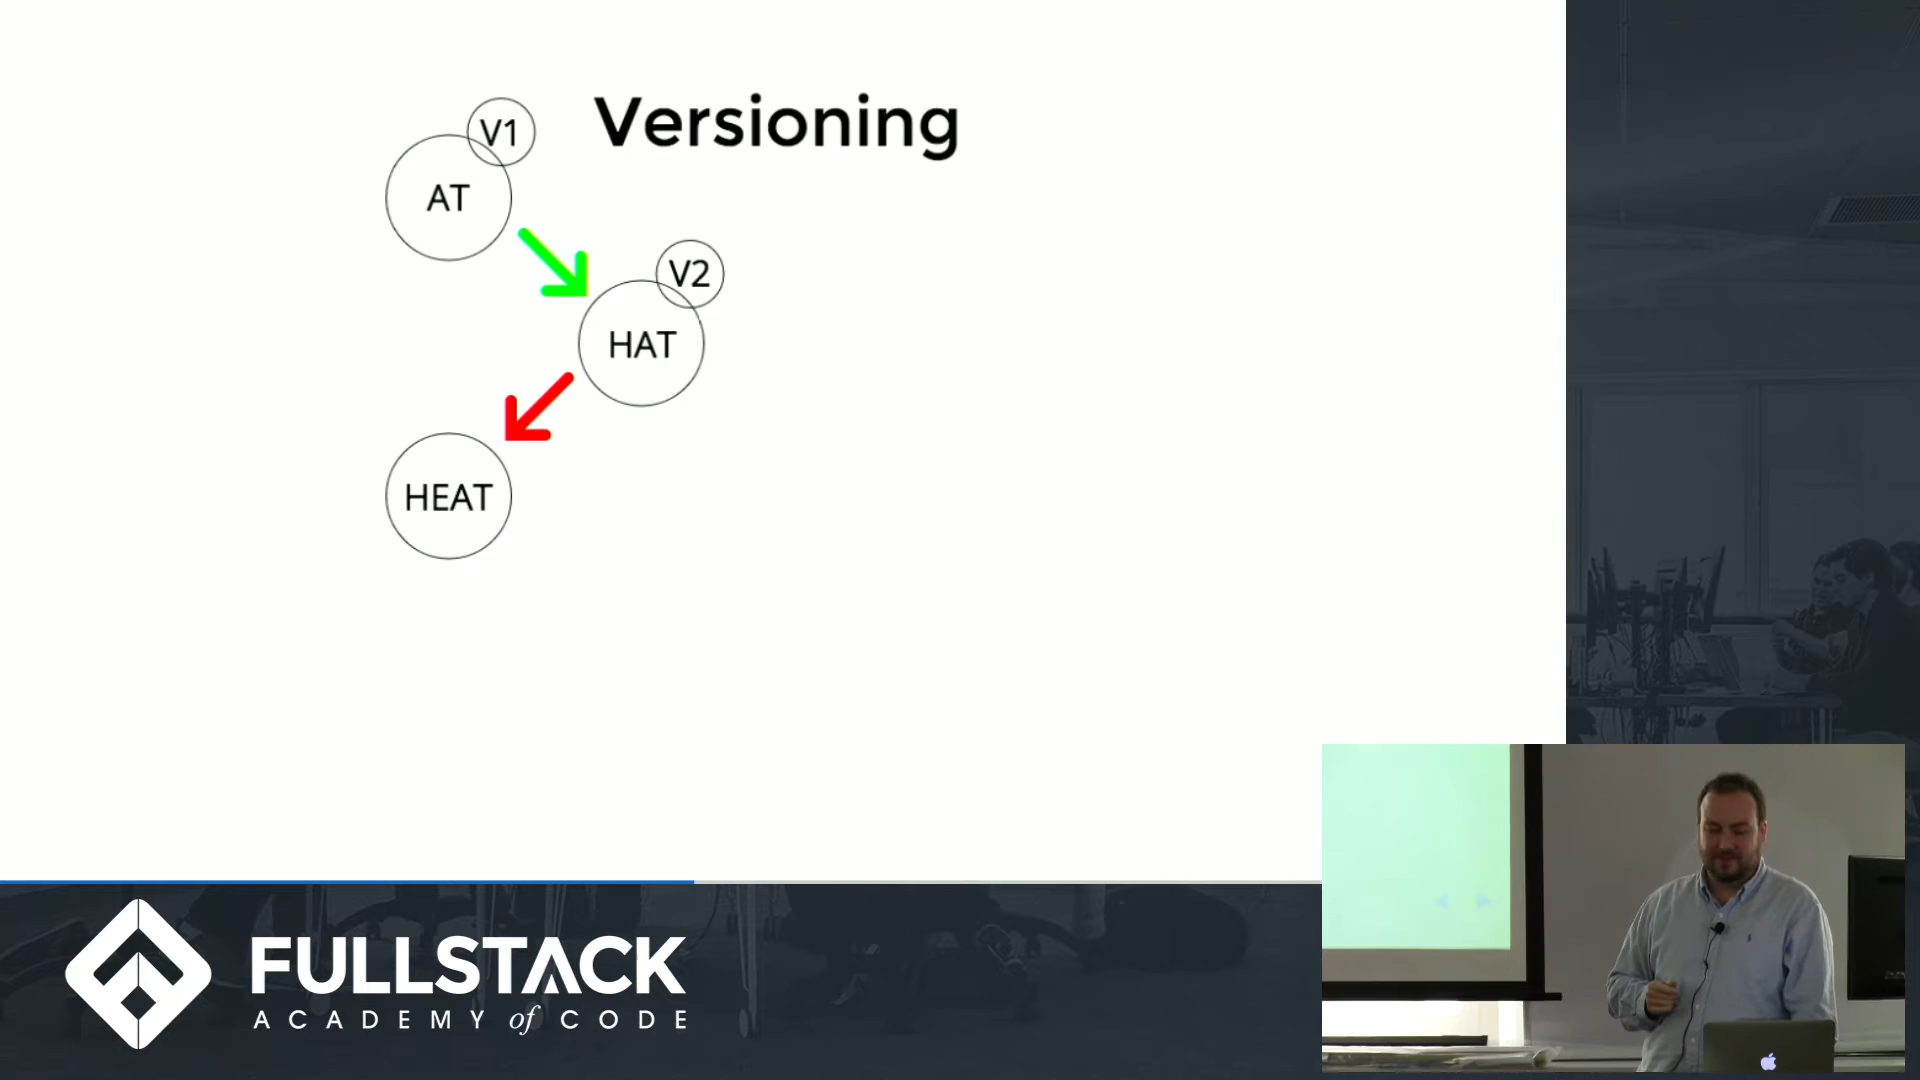 Versioning
V1
AT
V2
HAT
HEAT
FULLSTACK
ACADEMY of CODE